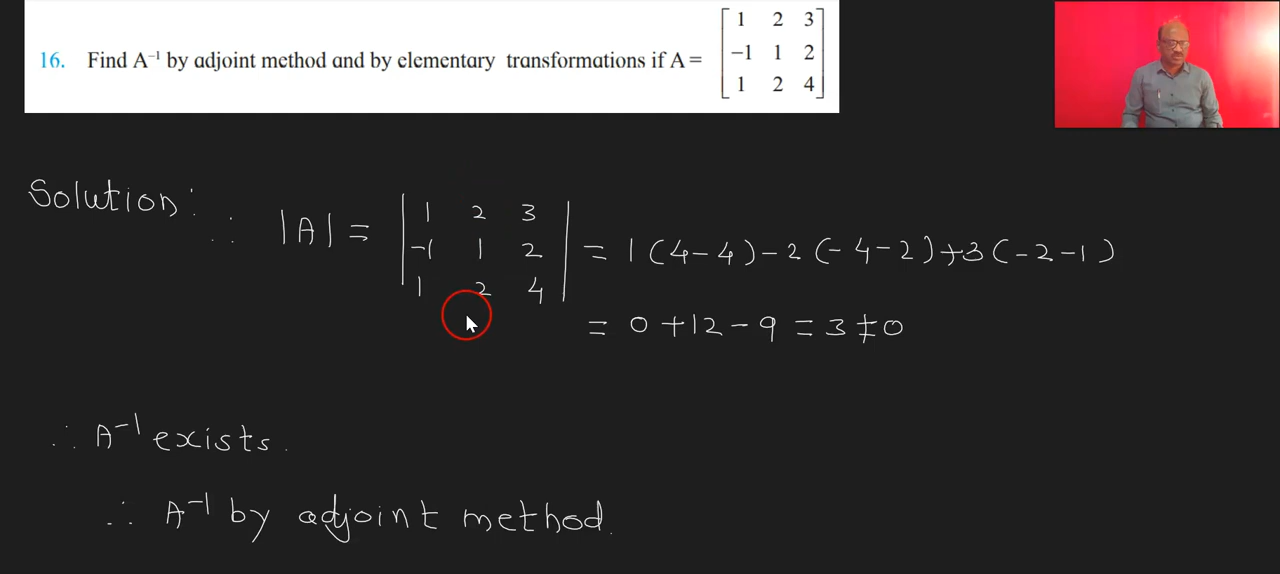 16. Find A⁻¹ by adjoint method and by elementary transformations if A = [1 2 3
-1 1 2
1 2 4]
Solution:
∴ |A| = |1 2 3
-1 1 2
1 2 4| = 1(4-4)-2(-4-2)+3(-2-1)
= 0+12-9 = 3 ≠ 0
∴ A⁻¹ exists.
∴ A⁻¹ by adjoint method.